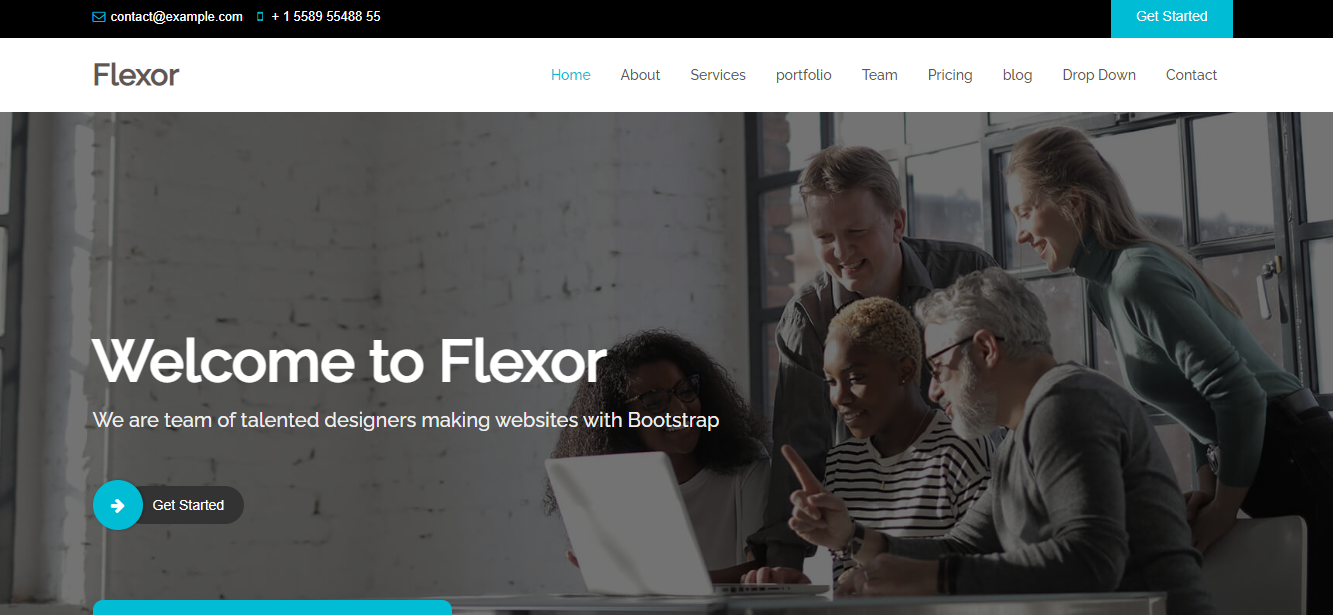 contact@example.com + 1 5589 55488 55 Get Started
Flexor Home About Services portfolio Team Pricing blog Drop Down Contact
Welcome to Flexor
We are team of talented designers making websites with Bootstrap
Get Started